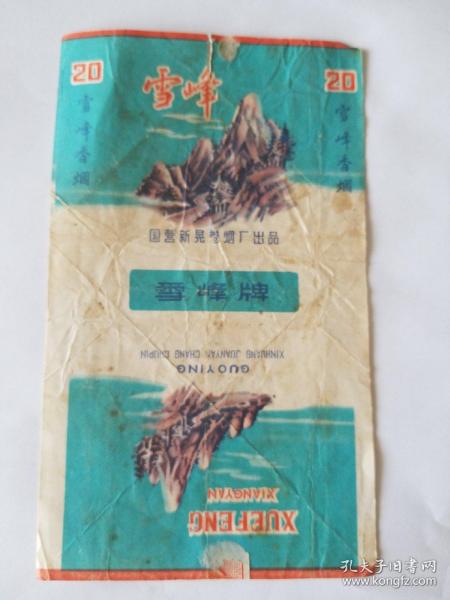 20
雪峰
20
雪峰香烟
雪峰香烟
国营新晃卷烟厂出品
雪峰牌
GUOYING
XINHUANG JUANYAN CHANG CHUPIN
XUEFENG
XIANGYAN
孔夫子旧书网
www.kongfz.com